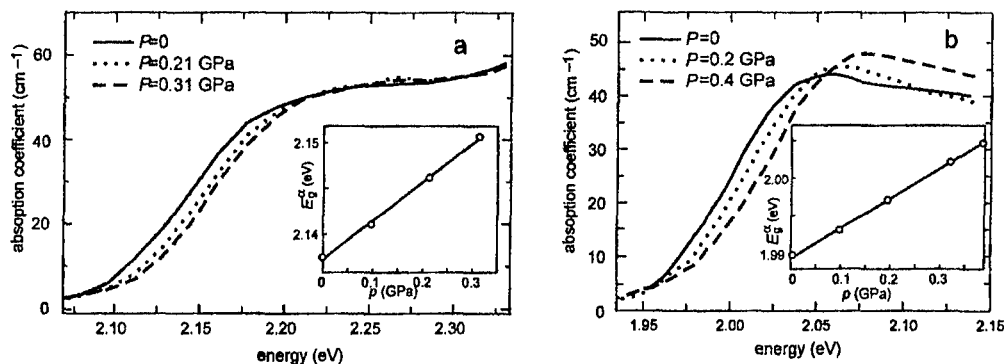 a
P=0
P=0.21 GPa
P=0.31 GPa
absoption coefficient (cm⁻¹)
60
40
20
0
2.10
2.15
2.20
2.25
2.30
energy (eV)
2.15
2.14
E_g^α (eV)
0
0.1
0.2
0.3
p (GPa)
b
P=0
P=0.2 GPa
P=0.4 GPa
absoption coefficient (cm⁻¹)
50
40
30
20
10
0
1.95
2.00
2.05
2.10
2.15
energy (eV)
2.00
1.99
E_g^α (eV)
0
0.1
0.2
0.3
p (GPa)